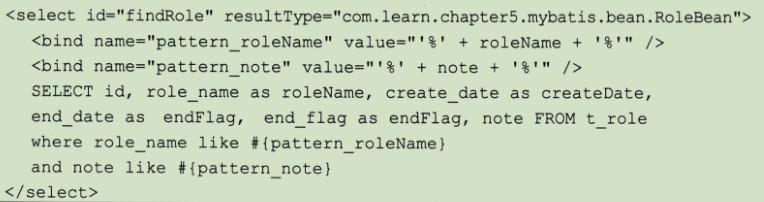 <select id="findRole" resultType="com.learn.chapter5.mybatis.bean.RoleBean">
<bind name="pattern_roleName" value="'%' + roleName + '%'" />
<bind name="pattern_note" value="'%' + note + '%'" />
SELECT id, role_name as roleName, create_date as createDate,
end_date as endFlag, end_flag as endFlag, note FROM t_role
where role_name like #{pattern_roleName}
and note like #{pattern_note}
</select>